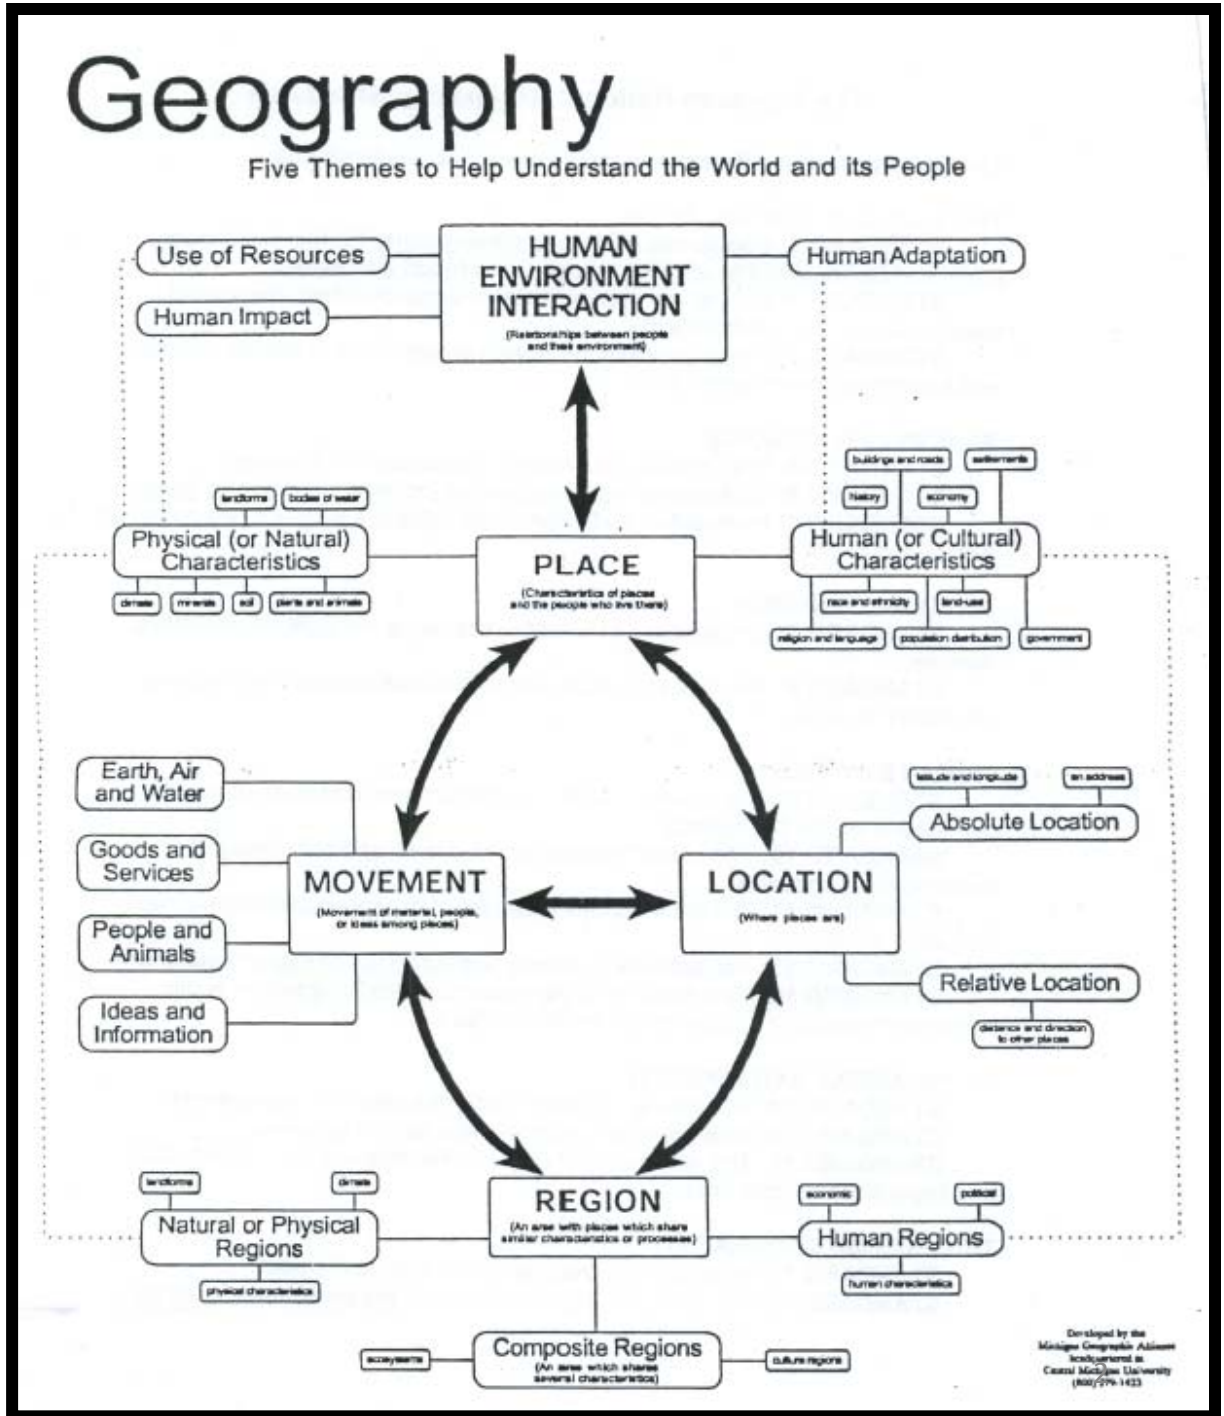 Geography
Five Themes to Help Understand the World and its People
Use of Resources
HUMAN
ENVIRONMENT
INTERACTION
(Relationships between people
and their environment)
Human Adaptation
Human Impact
buildings and roads
settlements
landforms
bodies of water
history
economy
Physical (or Natural)
Characteristics
PLACE
(Characteristics of places
and the people who live there)
Human (or Cultural)
Characteristics
climate
minerals
soil
plants and animals
race and ethnicity
land-use
religion and language
population distribution
government
Earth, Air
and Water
latitude and longitude
an address
Absolute Location
Goods and
Services
MOVEMENT
(Movement of material, people,
or ideas among places)
LOCATION
(Where places are)
People and
Animals
Relative Location
distance and direction
to other places
Ideas and
Information
landforms
climate
Natural or Physical
Regions
physical characteristics
REGION
(An area with places which share
similar characteristics or processes)
economic
political
Human Regions
human characteristics
ecosystems
Composite Regions
(An area which shares
several characteristics)
culture regions
Developed by the
Michigan Geographic Alliance
headquartered at
Central Michigan University
(800) 279-1423